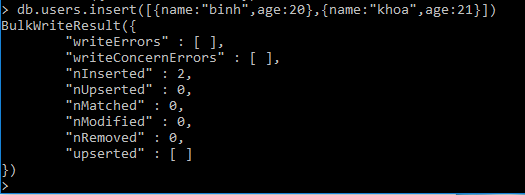 > db.users.insert([{name:"binh",age:20},{name:"khoa",age:21}])
BulkWriteResult({
        "writeErrors" : [ ],
        "writeConcernErrors" : [ ],
        "nInserted" : 2,
        "nUpserted" : 0,
        "nMatched" : 0,
        "nModified" : 0,
        "nRemoved" : 0,
        "upserted" : [ ]
})
>